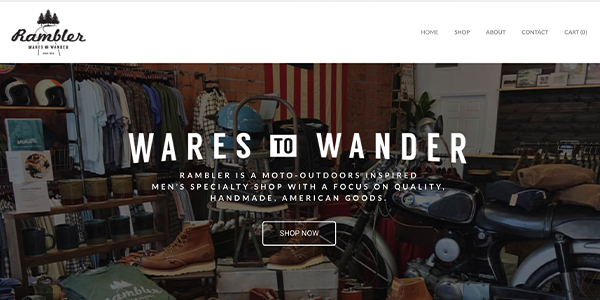 Rambler
WARES TO WANDER
HOME SHOP ABOUT CONTACT CART (0)
WARES TO WANDER
RAMBLER IS A MOTO-OUTDOORS INSPIRED
MEN'S SPECIALTY SHOP WITH A FOCUS ON QUALITY,
HANDMADE, AMERICAN GOODS.
SHOP NOW